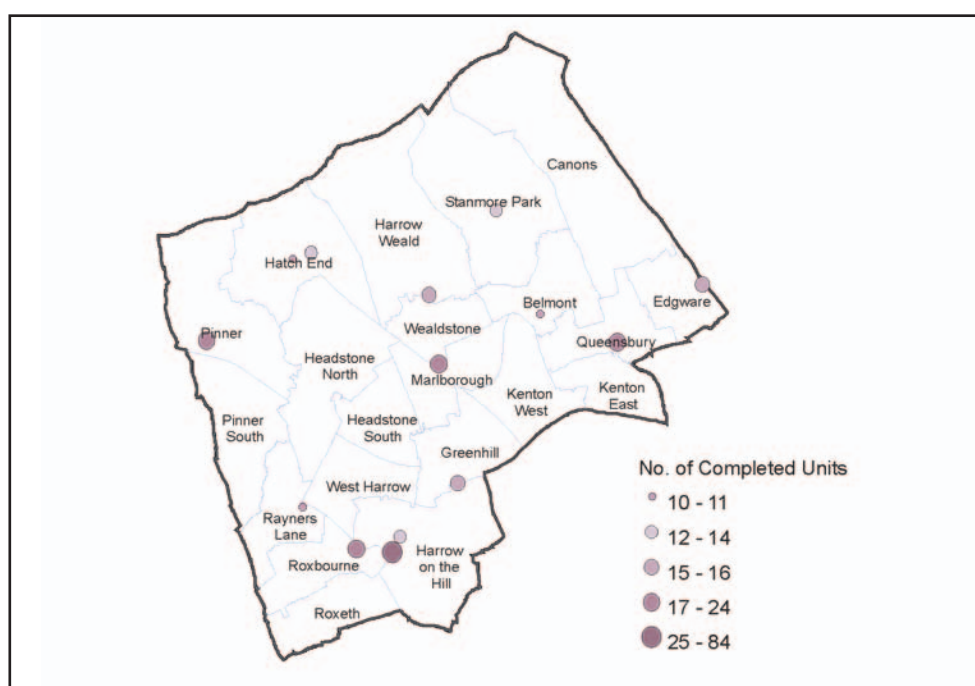 Canons
Stanmore Park
Harrow
Weald
Hatch End
Edgware
Belmont
Wealdstone
Pinner
Queensbury
Headstone
North
Marlborough
Kenton
West
Kenton
East
Pinner
South
Headstone
South
Greenhill
West Harrow
Rayners
Lane
Roxbourne
Harrow
on the
Hill
Roxeth
No. of Completed Units
10 - 11
12 - 14
15 - 16
17 - 24
25 - 84